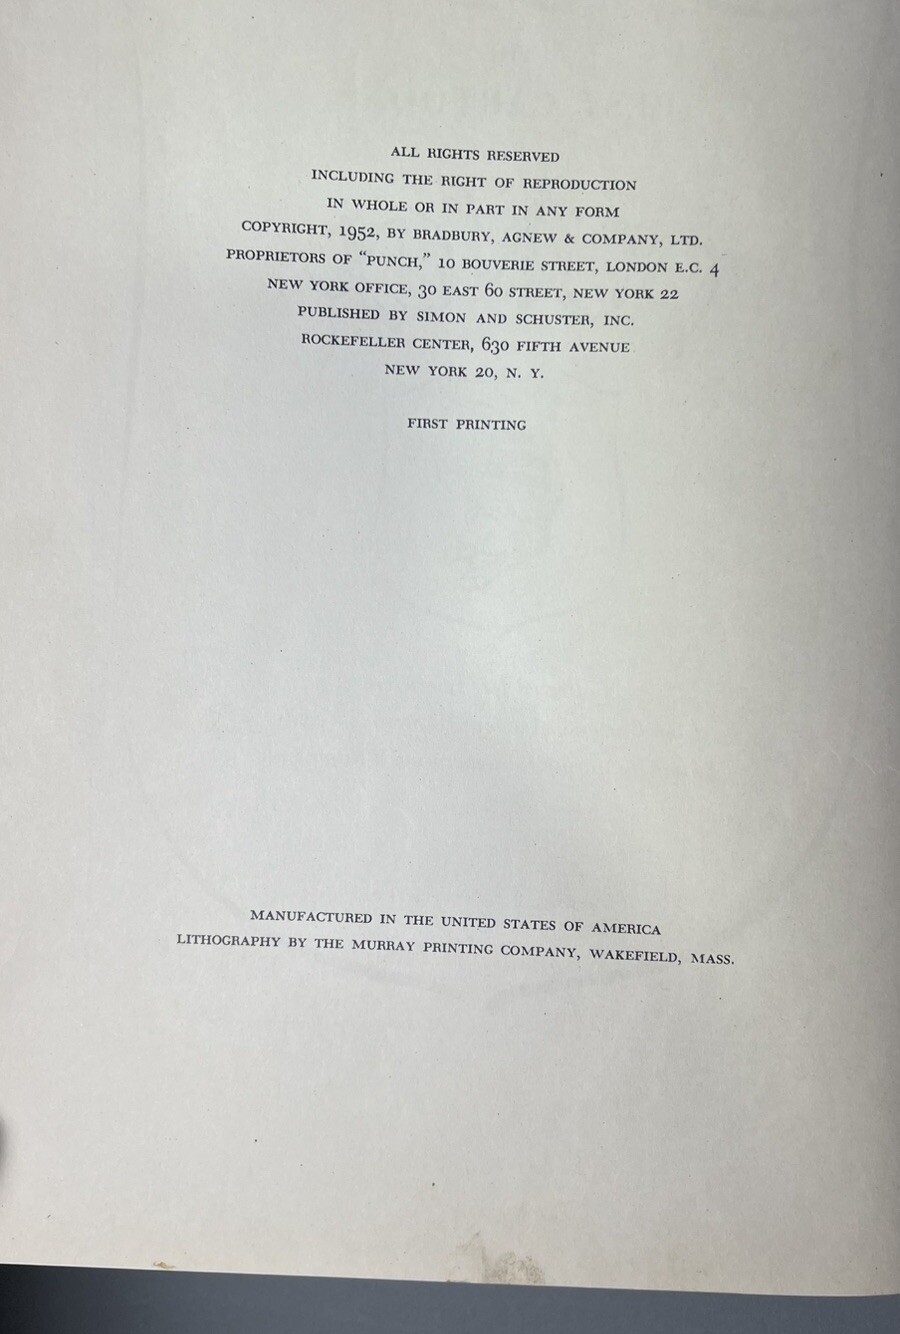 ALL RIGHTS RESERVED
INCLUDING THE RIGHT OF REPRODUCTION
IN WHOLE OR IN PART IN ANY FORM
COPYRIGHT, 1952, BY BRADBURY, AGNEW & COMPANY, LTD.
PROPRIETORS OF “PUNCH,” 10 BOUVERIE STREET, LONDON E.C. 4
NEW YORK OFFICE, 30 EAST 60 STREET, NEW YORK 22
PUBLISHED BY SIMON AND SCHUSTER, INC.
ROCKEFELLER CENTER, 630 FIFTH AVENUE
NEW YORK 20, N. Y.
FIRST PRINTING
MANUFACTURED IN THE UNITED STATES OF AMERICA
LITHOGRAPHY BY THE MURRAY PRINTING COMPANY, WAKEFIELD, MASS.